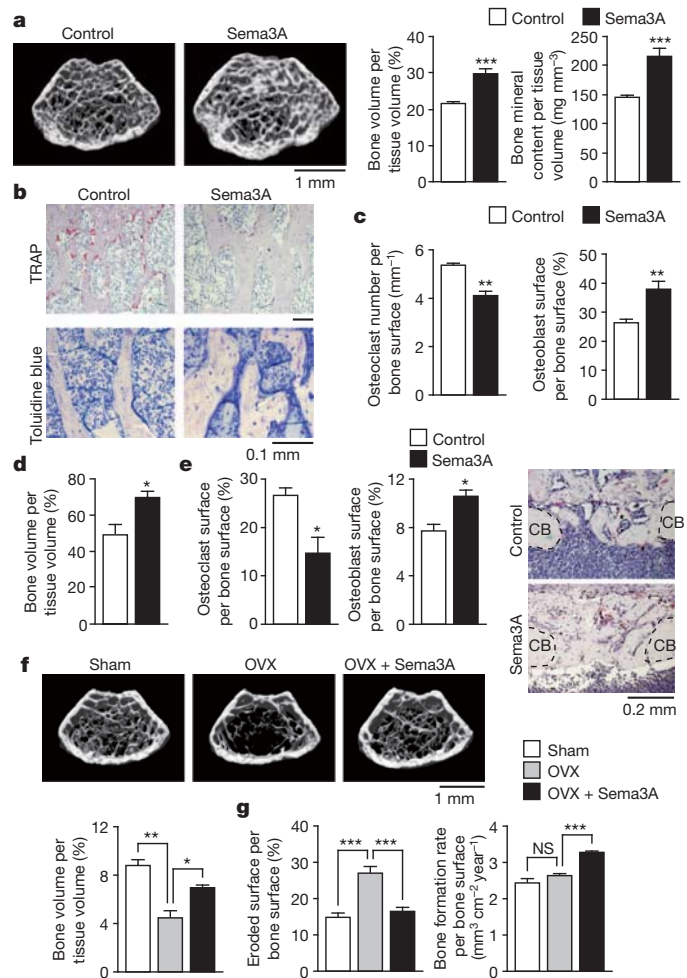 a
Control
Sema3A
1 mm
Control Sema3A
Bone volume per
tissue volume (%)
40
30
20
10
0
***
Bone mineral
content per tissue
volume (mg mm−3)
250
200
150
100
50
0
***
b
Control
Sema3A
TRAP
Toluidine blue
0.1 mm
c
Control Sema3A
Osteoclast number per
bone surface (mm−1)
6
4
2
0
**
Osteoblast surface
per bone surface (%)
50
40
30
20
10
0
**
d
Bone volume per
tissue volume (%)
80
60
40
20
0
*
e
Control
Sema3A
Osteoclast surface
per bone surface (%)
30
20
10
0
*
Osteoblast surface
per bone surface (%)
12
8
4
0
*
Control
CB
CB
Sema3A
CB
CB
0.2 mm
f
Sham
OVX
OVX + Sema3A
1 mm
Sham
OVX
OVX + Sema3A
Bone volume per
tissue volume (%)
12
8
4
0
**
*
g
Eroded surface per
bone surface (%)
40
30
20
10
0
***
***
Bone formation rate
per bone surface
(mm3 cm−2 year−1)
4
3
2
1
0
NS
***